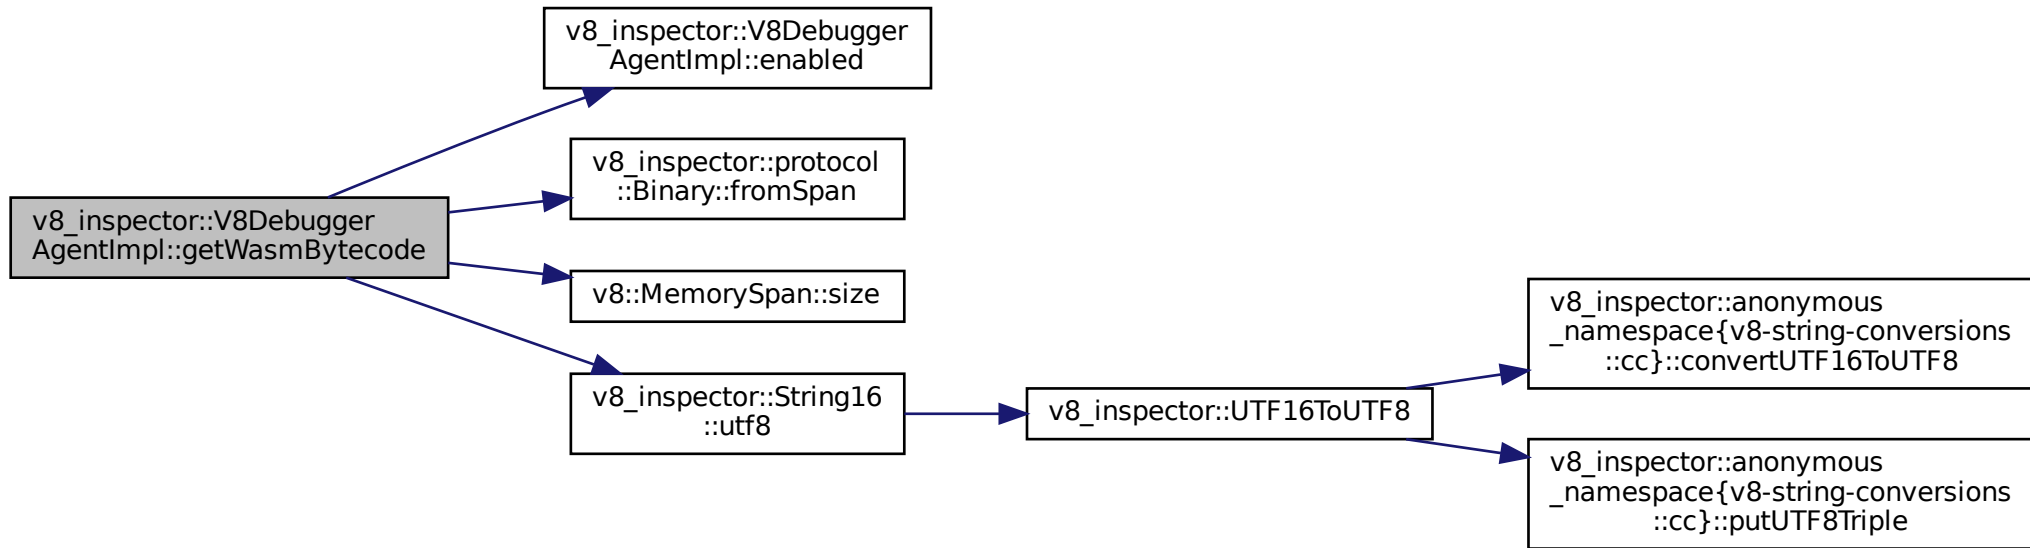 v8_inspector::V8Debugger
AgentImpl::getWasmBytecode
v8_inspector::V8Debugger
AgentImpl::enabled
v8_inspector::protocol
::Binary::fromSpan
v8::MemorySpan::size
v8_inspector::String16
::utf8
v8_inspector::UTF16ToUTF8
v8_inspector::anonymous
_namespace{v8-string-conversions
::cc}::convertUTF16ToUTF8
v8_inspector::anonymous
_namespace{v8-string-conversions
::cc}::putUTF8Triple